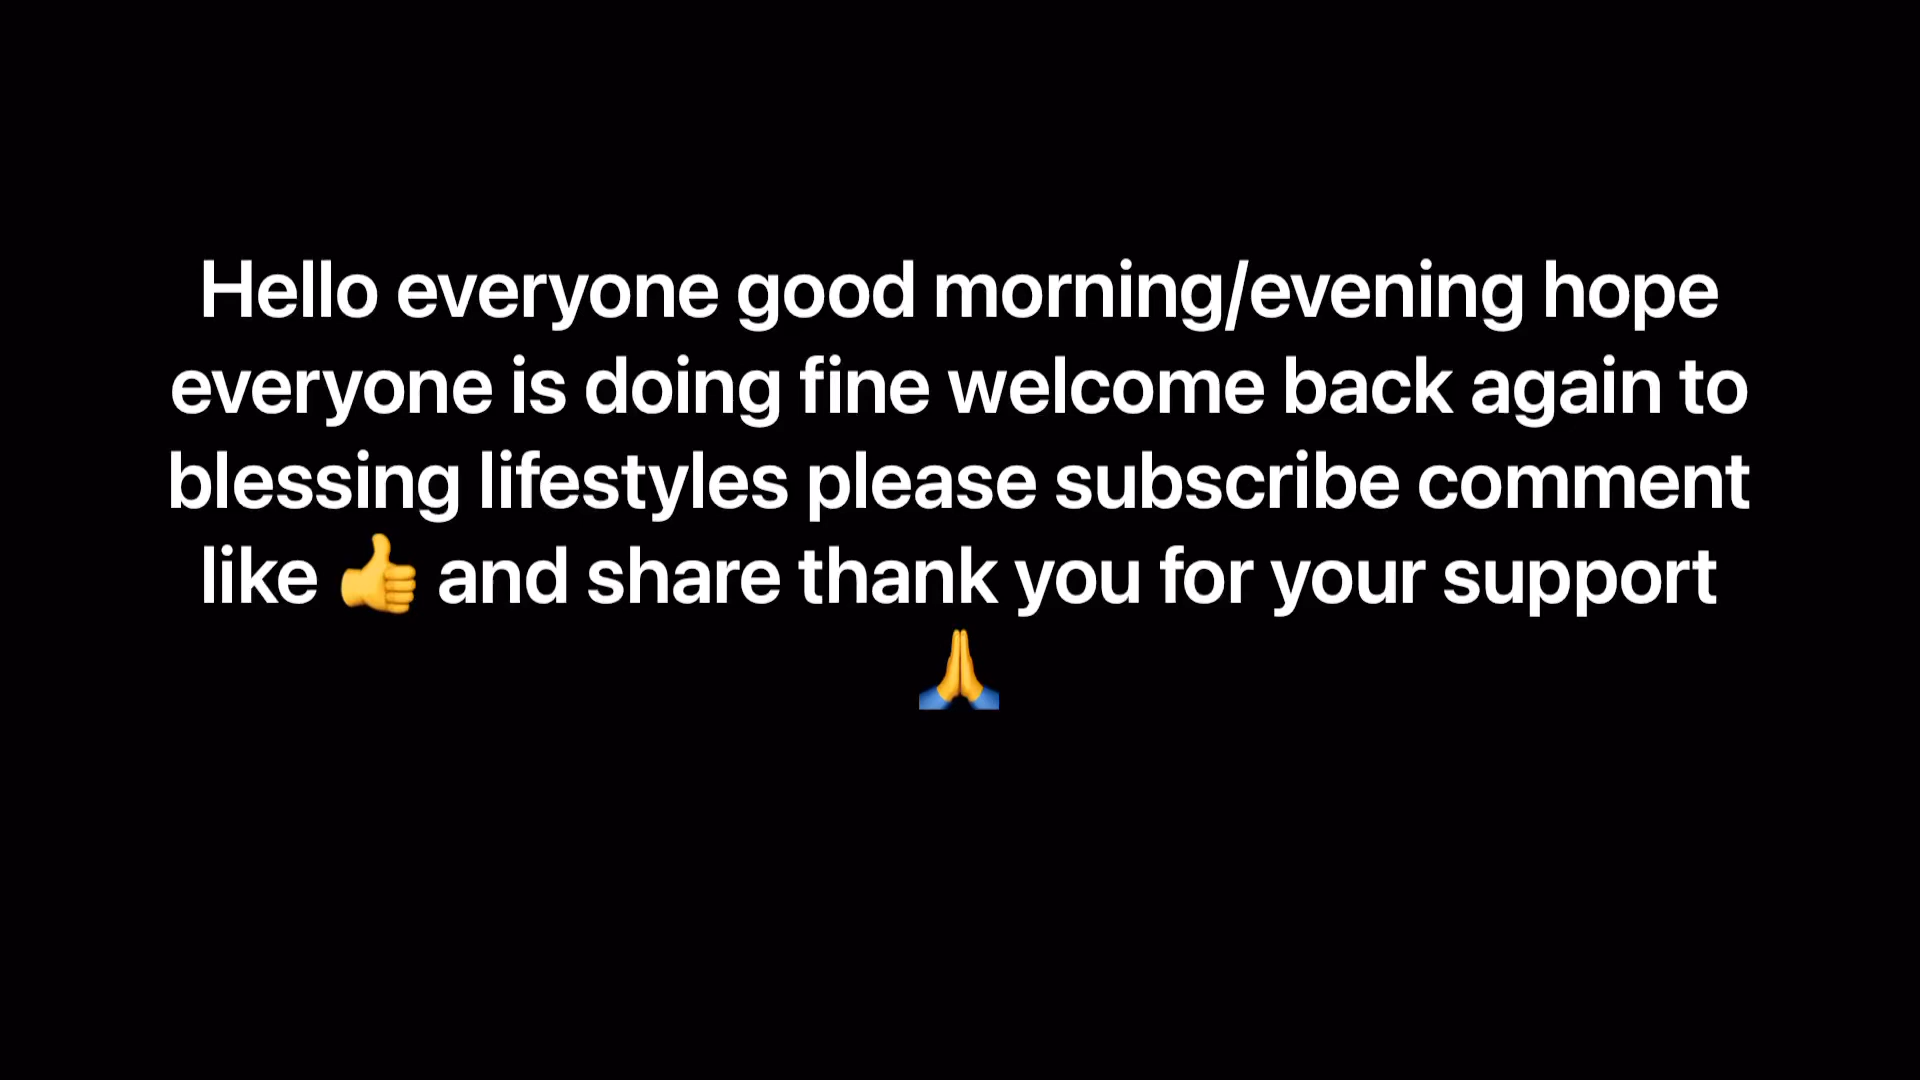 Hello everyone good morning/evening hope
everyone is doing fine welcome back again to
blessing lifestyles please subscribe comment
like 👍 and share thank you for your support
🙏